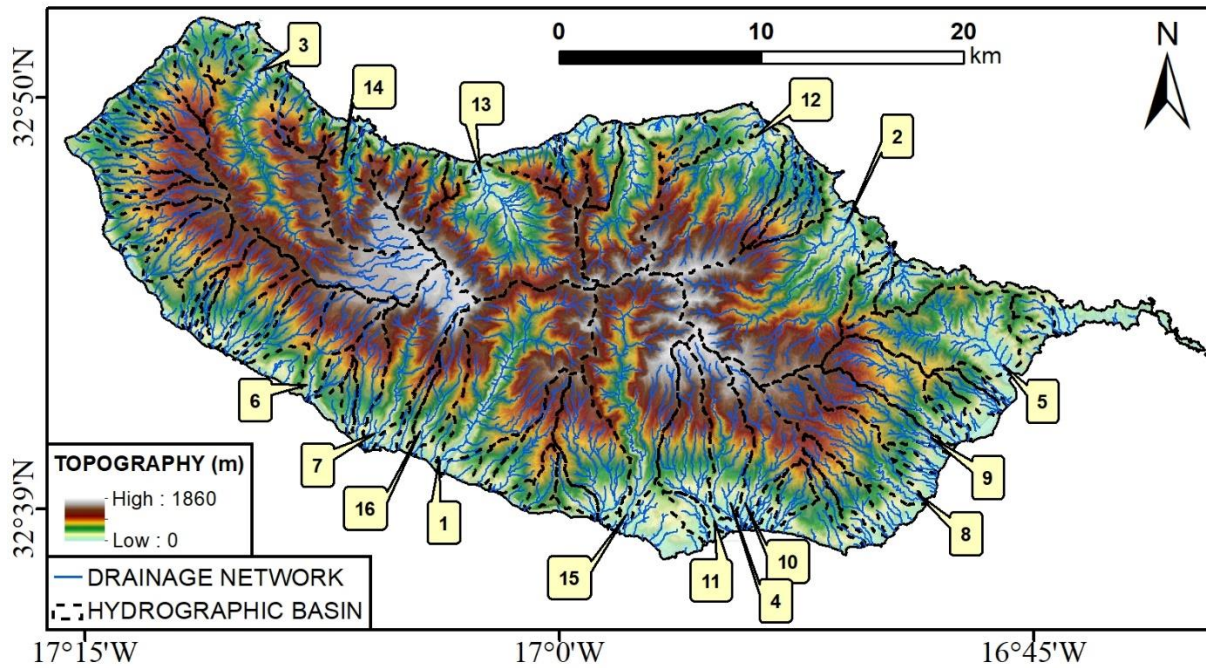 0 10 20
km
N
3
14
13
12
2
32°50'N
6
7
16
1
15
11
4
10
8
9
5
TOPOGRAPHY (m)
High : 1860
Low : 0
32°39'N
DRAINAGE NETWORK
HYDROGRAPHIC BASIN
17°15'W 17°0'W 16°45'W